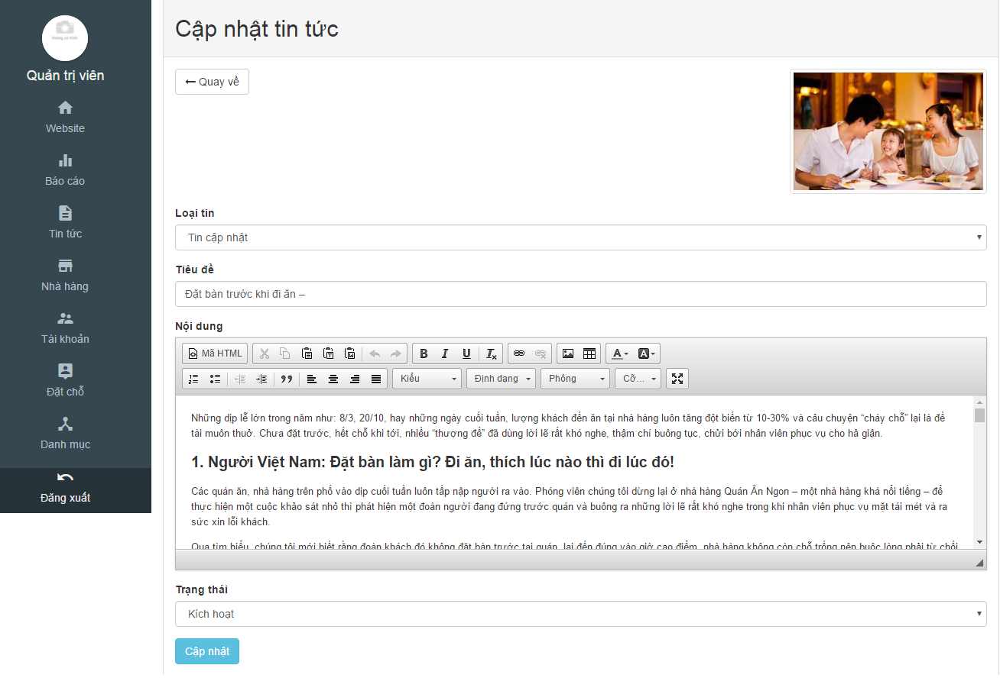 không có hình
Quản trị viên
Website
Báo cáo
Tin tức
Nhà hàng
Tài khoản
Đặt chỗ
Danh mục
Đăng xuất
Cập nhật tin tức
Quay về
Loại tin
Tin cập nhật
Tiêu đề
Đặt bàn trước khi đi ăn –
Nội dung
Mã HTML
B I U Tx A A
Kiểu Định dạng Phông Cỡ...
Những dịp lễ lớn trong năm như: 8/3, 20/10, hay những ngày cuối tuần, lượng khách đến ăn tại nhà hàng luôn tăng đột biến từ 10-30% và câu chuyện “cháy chỗ” lại là đề
tài muôn thuở. Chưa đặt trước, hết chỗ khi tới, nhiều “thượng đế” đã dùng lời lẽ rất khó nghe, thậm chí buông tục, chửi bới nhân viên phục vụ cho hả giận.
1. Người Việt Nam: Đặt bàn làm gì? Đi ăn, thích lúc nào thì đi lúc đó!
Các quán ăn, nhà hàng trên phố vào dịp cuối tuần luôn tấp nập người ra vào. Phóng viên chúng tôi dừng lại ở nhà hàng Quán Ăn Ngon – một nhà hàng khá nổi tiếng – để
thực hiện một cuộc khảo sát nhỏ thì phát hiện một đoàn người đang đứng trước quán và buông ra những lời lẽ rất khó nghe trong khi nhân viên phục vụ mặt tái mét và ra
sức xin lỗi khách.
Qua tìm hiểu, chúng tôi mới biết rằng đoàn khách đó không đặt bàn trước tại quán, lại đến đúng vào giờ cao điểm, nhà hàng không còn chỗ trống nên buộc lòng phải từ chối
Trạng thái
Kích hoạt
Cập nhật